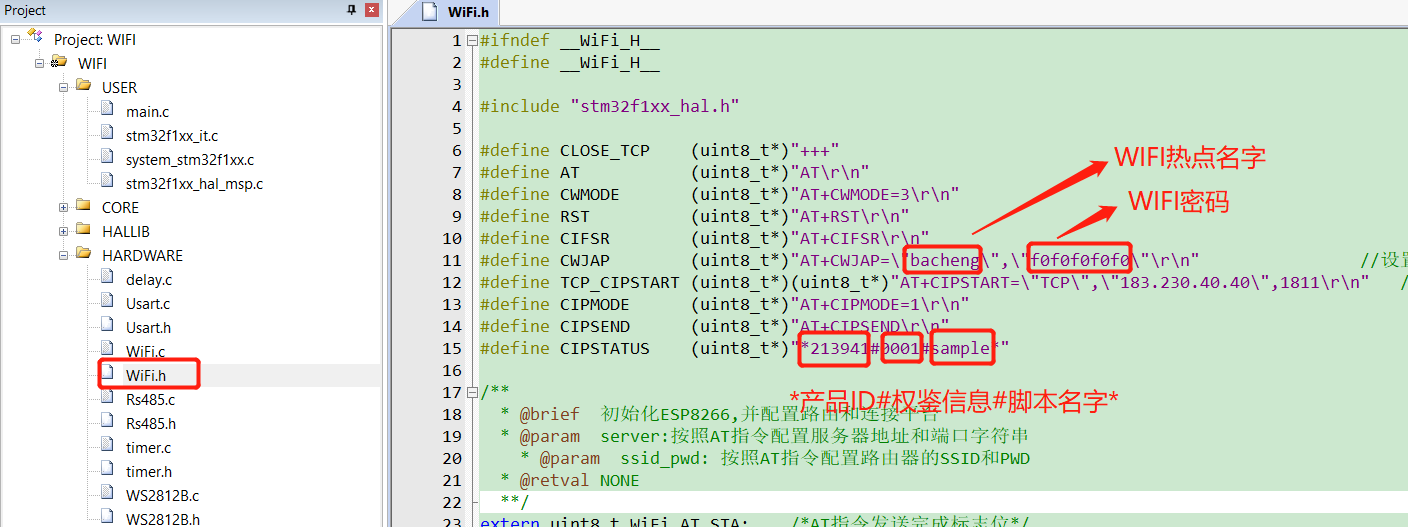 Project
Project: WIFI
WIFI
USER
main.c
stm32f1xx_it.c
system_stm32f1xx.c
stm32f1xx_hal_msp.c
CORE
HALLIB
HARDWARE
delay.c
Usart.c
Usart.h
WiFi.c
WiFi.h
Rs485.c
Rs485.h
timer.c
timer.h
WS2812B.c
WS2812B.h
WiFi.h
1 #ifndef __WiFi_H__
2 #define __WiFi_H__
3
4 #include "stm32f1xx_hal.h"
5
6 #define CLOSE_TCP (uint8_t*)"+++"
7 #define AT (uint8_t*)"AT\r\n"
8 #define CWMODE (uint8_t*)"AT+CWMODE=3\r\n"
9 #define RST (uint8_t*)"AT+RST\r\n"
10 #define CIFSR (uint8_t*)"AT+CIFSR\r\n"
11 #define CWJAP (uint8_t*)"AT+CWJAP=\"bacheng\",\"f0f0f0f0f0\"\r\n" //设置
12 #define TCP_CIPSTART (uint8_t*)(uint8_t*)"AT+CIPSTART=\"TCP\",\"183.230.40.40\",1811\r\n" /
13 #define CIPMODE (uint8_t*)"AT+CIPMODE=1\r\n"
14 #define CIPSEND (uint8_t*)"AT+CIPSEND\r\n"
15 #define CIPSTATUS (uint8_t*)"*213941#0001#sample*"
16
17 /**
18 * @brief 初始化ESP8266,并配置路由和连接平台
19 * @param server:按照AT指令配置服务器地址和端口字符串
20 * @param ssid_pwd: 按照AT指令配置路由器的SSID和PWD
21 * @retval NONE
22 **/
23 extern uint8_t WiFi_AT_STA; /*AT指令发送完成标志位*/
WIFI热点名字
WIFI密码
*产品ID#权鉴信息#脚本名字*